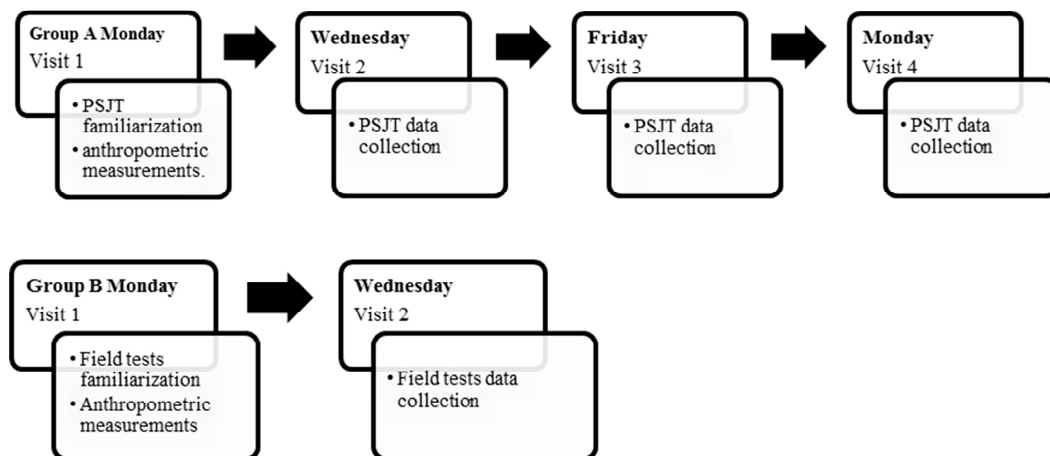 Group A Monday
Visit 1
• PSJT
familiarization
• anthropometric
measurements.
Wednesday
Visit 2
• PSJT data
collection
Friday
Visit 3
• PSJT data
collection
Monday
Visit 4
• PSJT data
collection
Group B Monday
Visit 1
• Field tests
familiarization
• Anthropometric
measurements
Wednesday
Visit 2
• Field tests data
collection